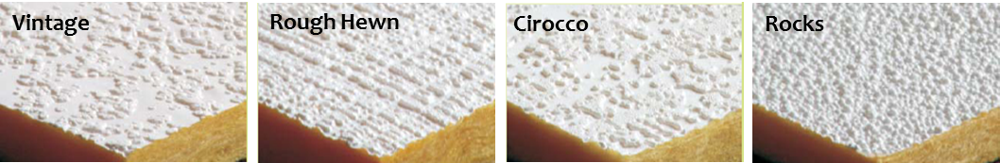 Vintage
Rough Hewn
Cirocco
Rocks